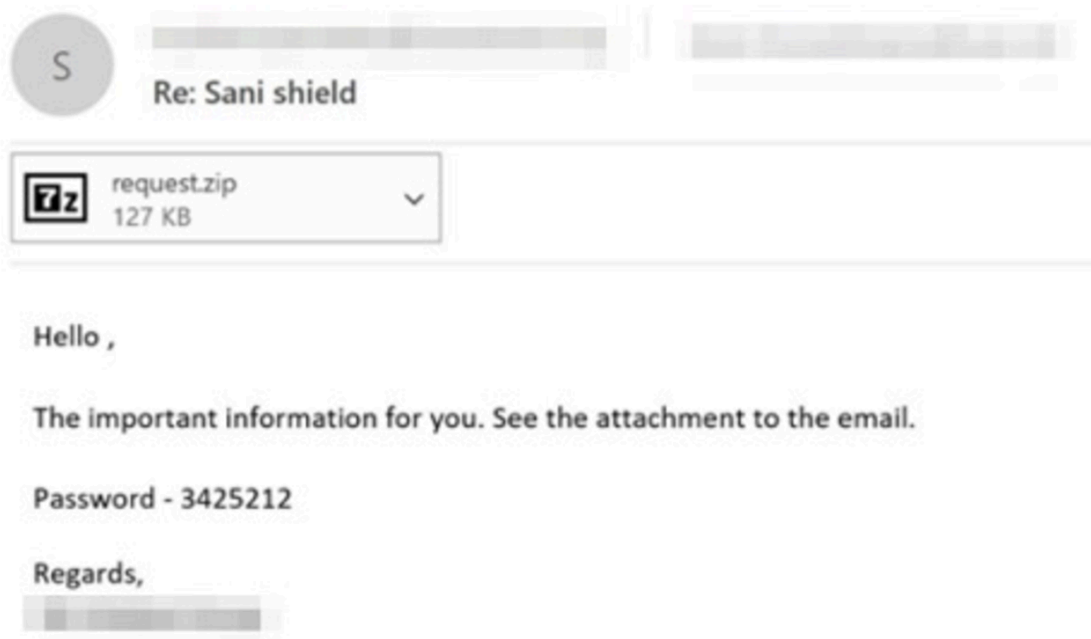 S
Re: Sani shield
7z
request.zip
127 KB
Hello ,
The important information for you. See the attachment to the email.
Password - 3425212
Regards,